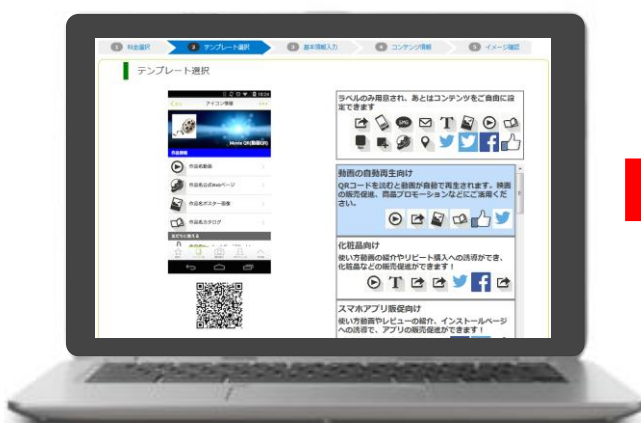 1 料金選択
2 テンプレート選択
3 基本情報入力
4 コンテンツ情報
5 イメージ確認
テンプレート選択
アイコン情報
Movie QR(動画QR)
作品情報
作品名動画
作品名公式Webページ
作品名ポスター画像
作品名カタログ
ラベルのみ用意され、あとはコンテンツをご自由に設
定できます
SMS
動画の自動再生向け
QRコードを読むと動画が自動で再生されます。映画
の販売促進、商品プロモーションなどにご活用くだ
さい。
化粧品向け
使い方動画の紹介やリピート購入への誘導ができ、
化粧品などの販売促進ができます!
スマホアプリ販促向け
使い方動画やレビューの紹介、インストールページ
への誘導で、アプリの販売促進ができます!